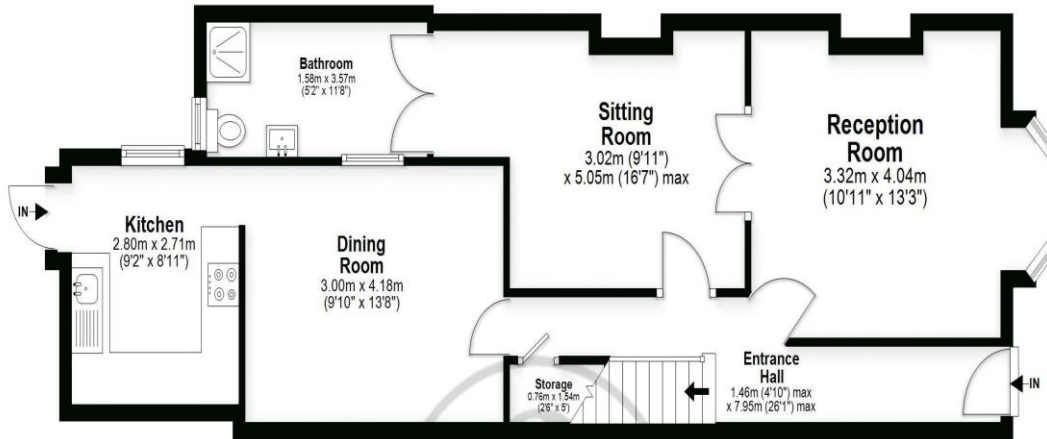 Bathroom
1.58m x 3.57m
(5'2" x 11'8")
Sitting
Room
3.02m (9'11")
x 5.05m (16'7") max
Reception
Room
3.32m x 4.04m
(10'11" x 13'3")
IN
Kitchen
2.80m x 2.71m
(9'2" x 8'11")
Dining
Room
3.00m x 4.18m
(9'10" x 13'8")
Storage
0.76m x 1.54m
(2'6" x 5')
Entrance
Hall
1.46m (4'10") max
x 7.95m (26'1") max
IN